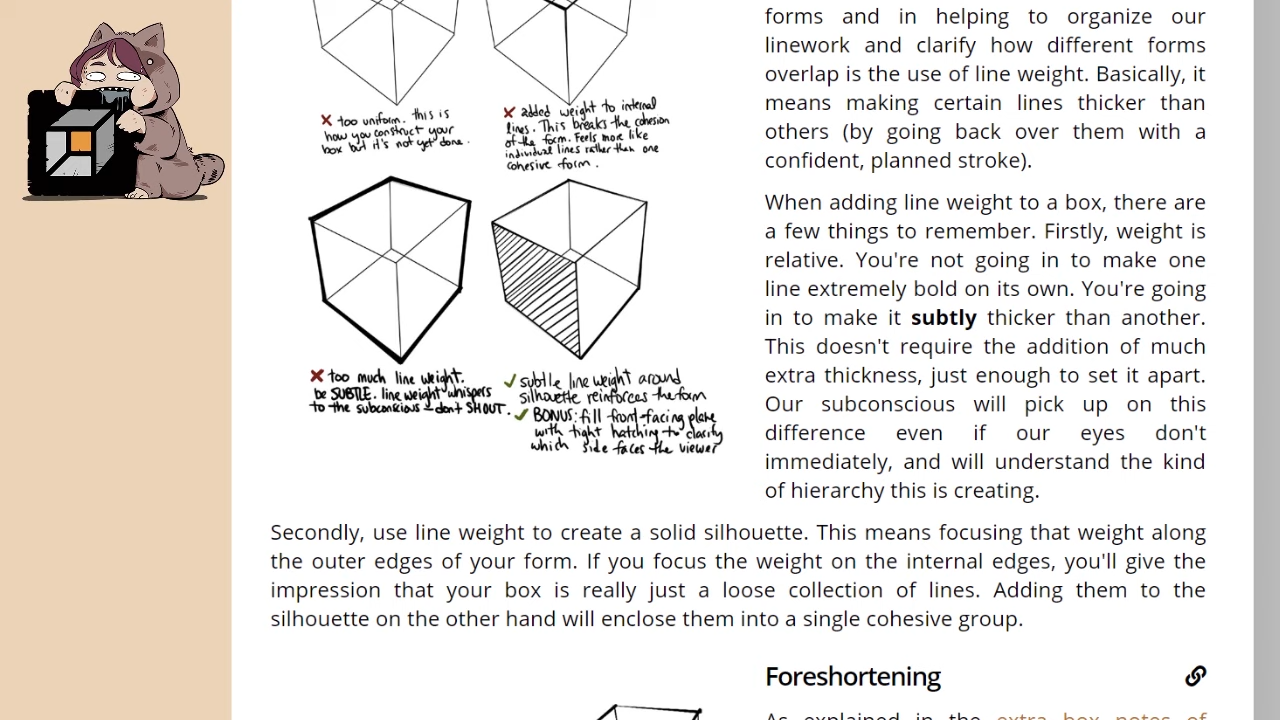 ✗ too uniform. this is
how you construct your
box but it's not yet done.
✗ added weight to internal
lines. This breaks the cohesion
of the form. Feels more like
individual lines rather than one
cohesive form.
✗ too much line weight.
be SUBTLE. line weight whispers
to the subconscious - don't SHOUT.
✓ subtle line weight around
silhouette reinforces the form
✓ BONUS: fill front-facing plane
with tight hatching to clarify
which side faces the viewer
forms and in helping to organize our
linework and clarify how different forms
overlap is the use of line weight. Basically, it
means making certain lines thicker than
others (by going back over them with a
confident, planned stroke).
When adding line weight to a box, there are
a few things to remember. Firstly, weight is
relative. You're not going in to make one
line extremely bold on its own. You're going
in to make it subtly thicker than another.
This doesn't require the addition of much
extra thickness, just enough to set it apart.
Our subconscious will pick up on this
difference even if our eyes don't
immediately, and will understand the kind
of hierarchy this is creating.
Secondly, use line weight to create a solid silhouette. This means focusing that weight along
the outer edges of your form. If you focus the weight on the internal edges, you'll give the
impression that your box is really just a loose collection of lines. Adding them to the
silhouette on the other hand will enclose them into a single cohesive group.
Foreshortening
As explained in the extra box notes of